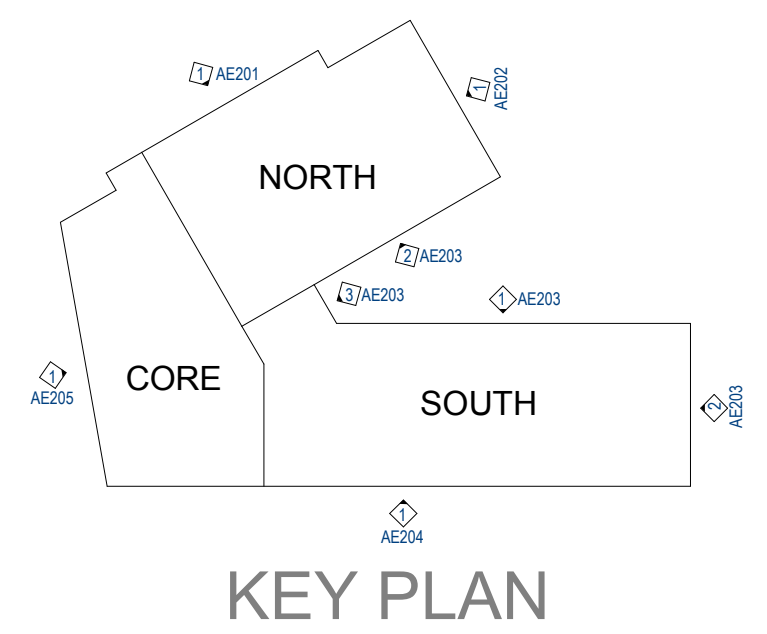 1 AE201
1 AE202
NORTH
2 AE203
3 AE203
1 AE203
CORE
1
AE205
SOUTH
2 AE203
1
AE204
KEY PLAN